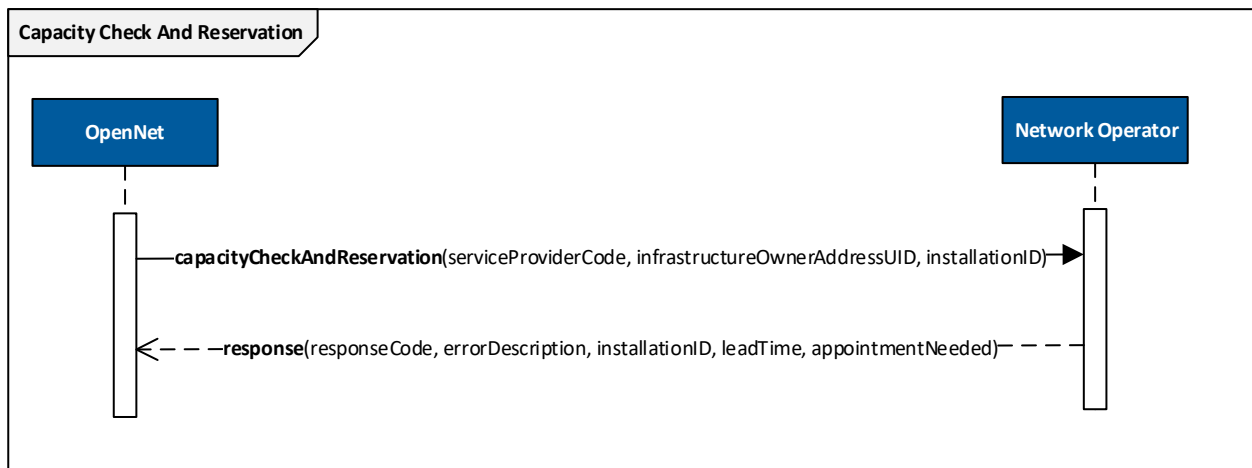 Capacity Check And Reservation
OpenNet
Network Operator
capacityCheckAndReservation(serviceProviderCode, infrastructureOwnerAddressUID, installationID)
response(responseCode, errorDescription, installationID, leadTime, appointmentNeeded)